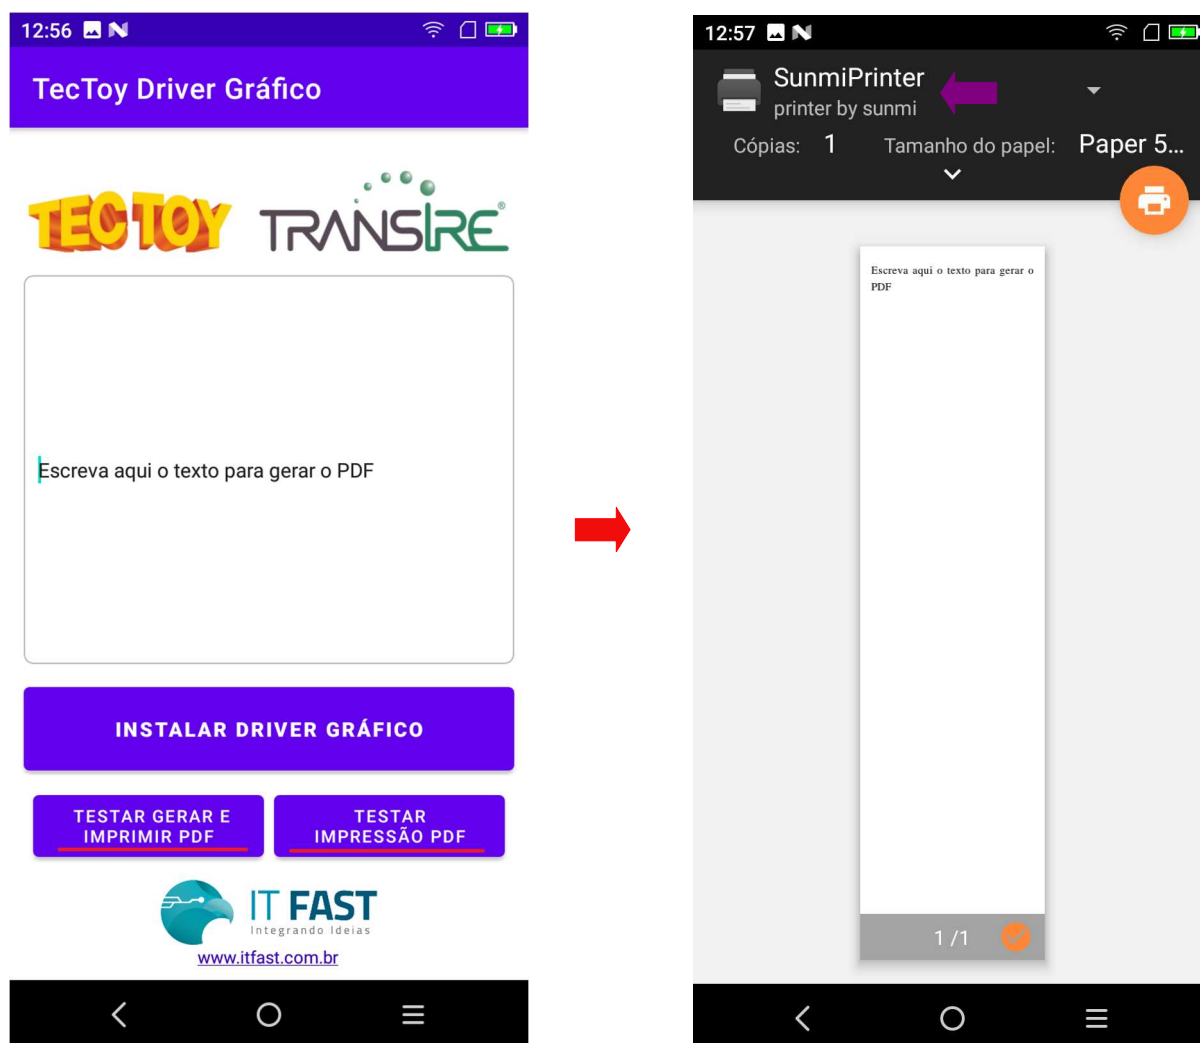 12:56
TecToy Driver Gráfico
TECTOY TRANSIRE®
Escreva aqui o texto para gerar o PDF
INSTALAR DRIVER GRÁFICO
TESTAR GERAR E
IMPRIMIR PDF
TESTAR
IMPRESSÃO PDF
IT FAST
Integrando Ideias
www.itfast.com.br
12:57
SunmiPrinter
printer by sunmi
Cópias: 1 Tamanho do papel: Paper 5...
Escreva aqui o texto para gerar o
PDF
1 /1